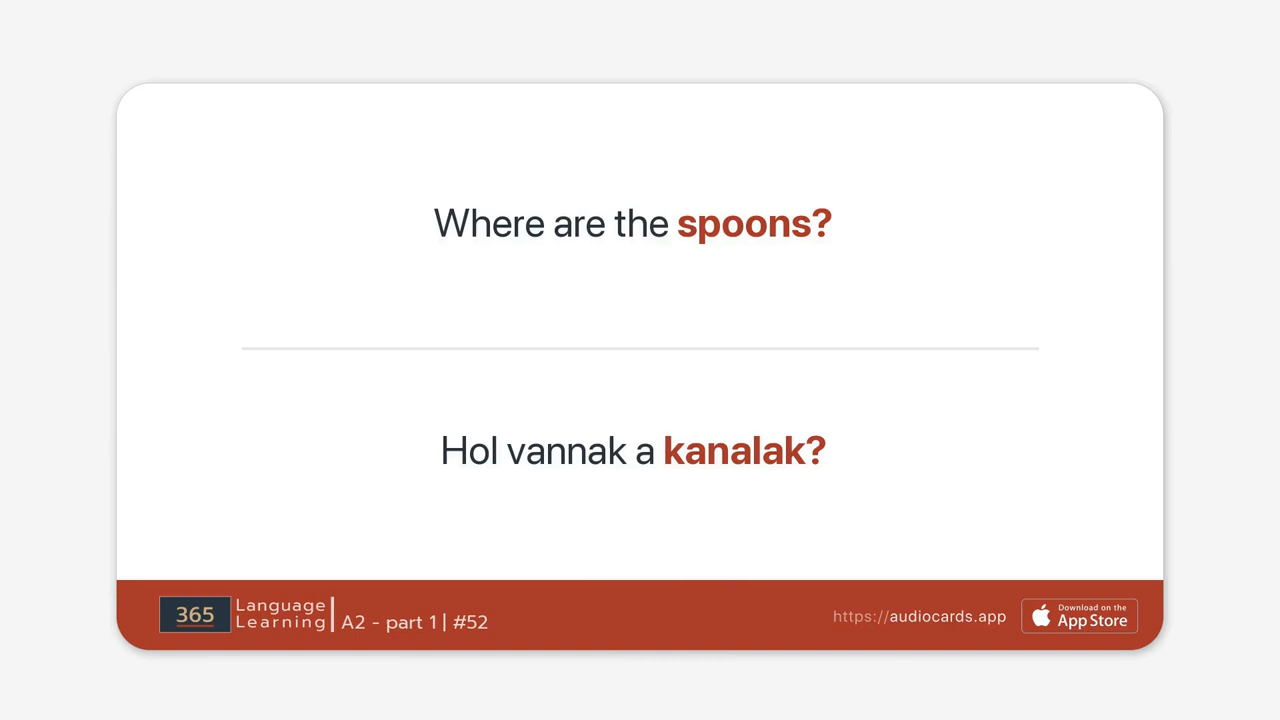 Where are the spoons?
Hol vannak a kanalak?
365
Language
Learning
A2 - part 1 | #52
https://audiocards.app
Download on the
App Store